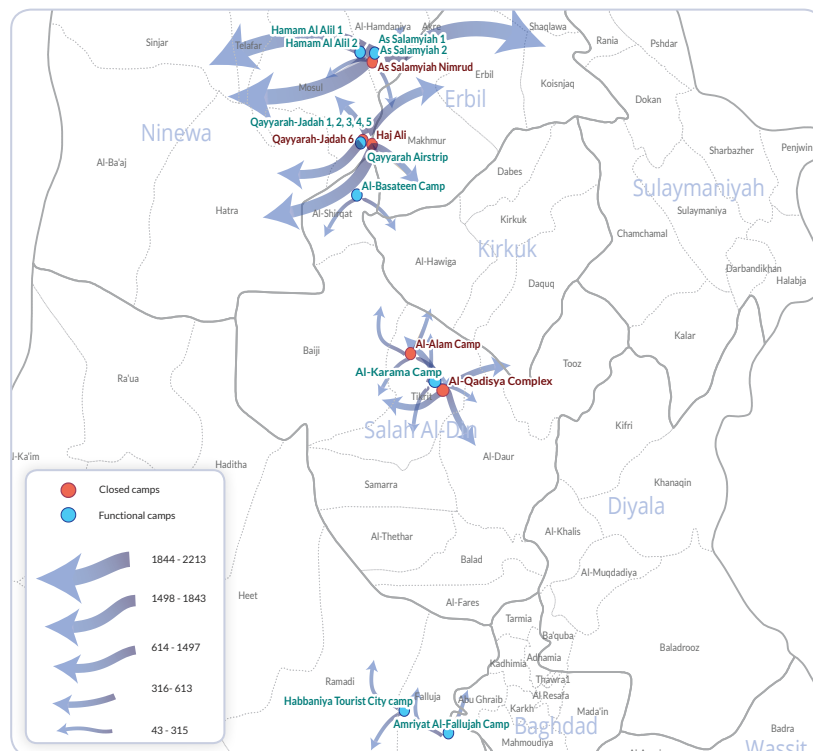 Hamam Al Alil 1
Al-Hamdaniya
Akre
Shaqlawa
Sinjar
Telafar
Hamam Al Alil 2
As Salamyiah 1
As Salamyiah 2
Rania
Pshdar
As Salamyiah Nimrud
Erbil
Koisnjaq
Mosul
Erbil
Dokan
Qayyarah-Jadah 1, 2, 3, 4, 5
Ninewa
Qayyarah-Jadah 6
Haj Ali
Makhmur
Sharbazher
Penjwin
Qayyarah Airstrip
Al-Ba'aj
Dabes
Al-Basateen Camp
Sulaymaniyah
Hatra
Al-Shirqat
Kirkuk
Sulaymaniya
Chamchamal
Kirkuk
Al-Hawiga
Darbandikhan
Halabja
Daquq
Kalar
Baiji
Al-Alam Camp
Tooz
Al-Karama Camp
Al-Qadisya Complex
Ra'ua
Tikrit
Salah Al-Din
Kifri
l-Ka'im
Haditha
Al-Daur
Khanaqin
Samarra
Diyala
Al-Thethar
Al-Khalis
Balad
Al-Muqdadiya
Heet
Al-Fares
Tarmia
Ba'quba
Baladrooz
Adhamia
Kadhimia
Ramadi
Thawra1
Falluja
Abu Ghraib
Al Resafa
Habbaniya Tourist City camp
Karkh
Mada'in
Amriyat Al-Fallujah Camp
Baghdad
Badra
Mahmoudiya
Wassit
Closed camps
Functional camps
1844 - 2213
1498 - 1843
614 - 1497
316 - 613
43 - 315